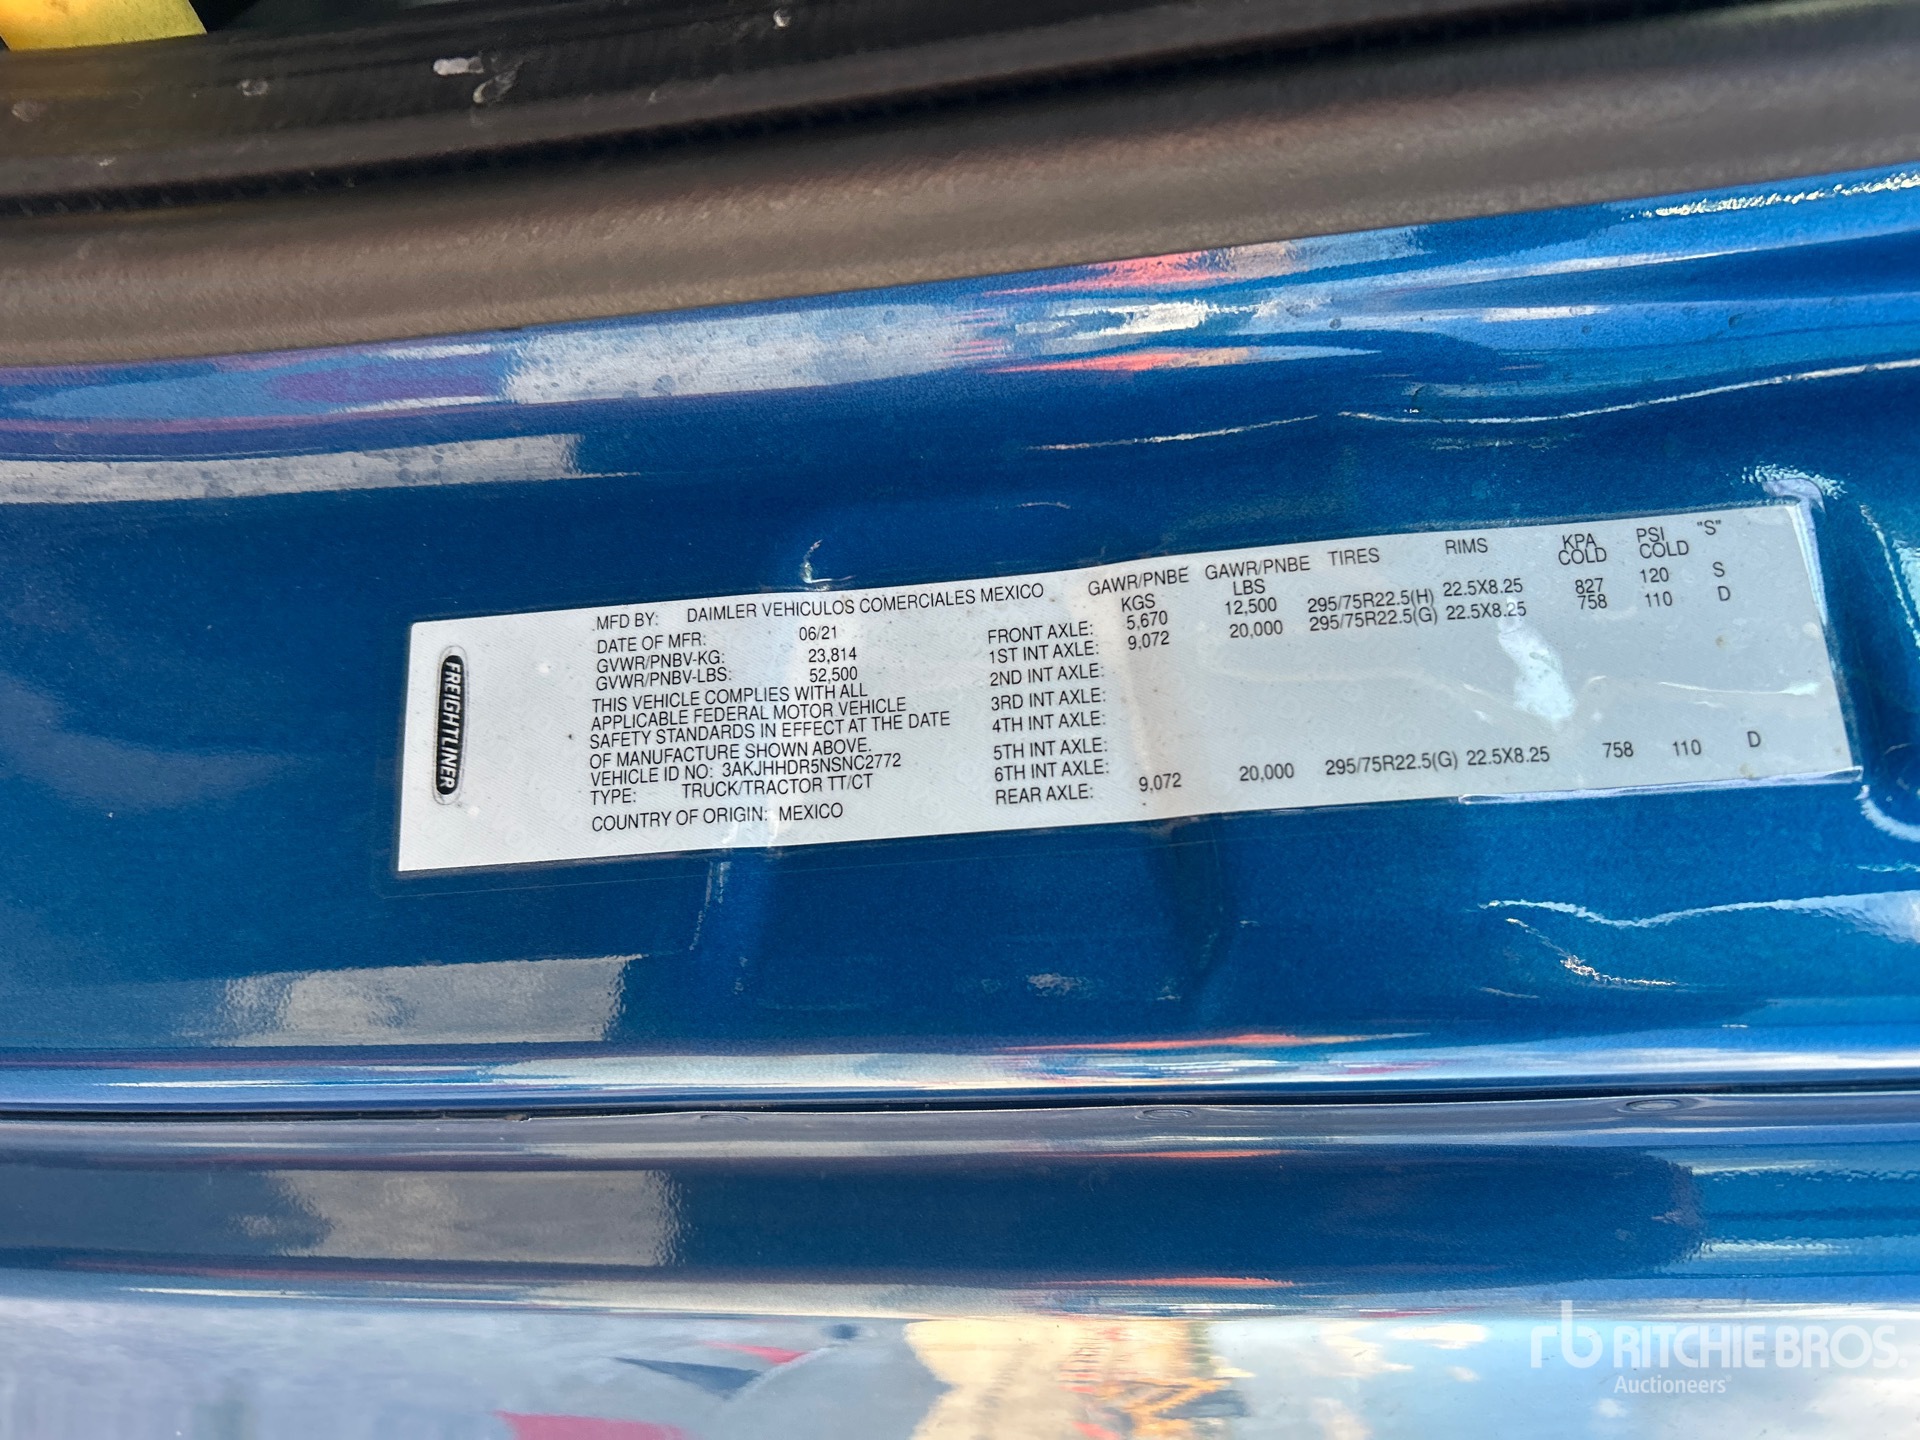 FREIGHTLINER
MFD BY: DAIMLER VEHICULOS COMERCIALES MEXICO
DATE OF MFR: 06/21
GVWR/PNBV-KG: 23,814
GVWR/PNBV-LBS: 52,500
THIS VEHICLE COMPLIES WITH ALL
APPLICABLE FEDERAL MOTOR VEHICLE
SAFETY STANDARDS IN EFFECT AT THE DATE
OF MANUFACTURE SHOWN ABOVE.
VEHICLE ID NO: 3AKJHHDR5NSNC2772
TYPE: TRUCK/TRACTOR TT/CT
COUNTRY OF ORIGIN: MEXICO
GAWR/PNBE GAWR/PNBE TIRES RIMS KPA PSI "S"
KGS LBS COLD COLD
FRONT AXLE: 5,670 12,500 295/75R22.5(H) 22.5X8.25 827 120 S
1ST INT AXLE: 9,072 20,000 295/75R22.5(G) 22.5X8.25 758 110 D
2ND INT AXLE:
3RD INT AXLE:
4TH INT AXLE:
5TH INT AXLE:
6TH INT AXLE:
REAR AXLE: 9,072 20,000 295/75R22.5(G) 22.5X8.25 758 110 D
rb RITCHIE BROS.
Auctioneers